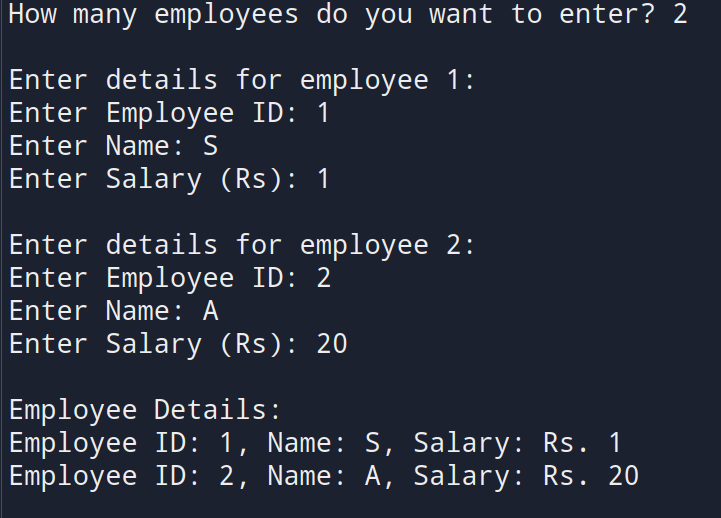 How many employees do you want to enter? 2
Enter details for employee 1:
Enter Employee ID: 1
Enter Name: S
Enter Salary (Rs): 1
Enter details for employee 2:
Enter Employee ID: 2
Enter Name: A
Enter Salary (Rs): 20
Employee Details:
Employee ID: 1, Name: S, Salary: Rs. 1
Employee ID: 2, Name: A, Salary: Rs. 20